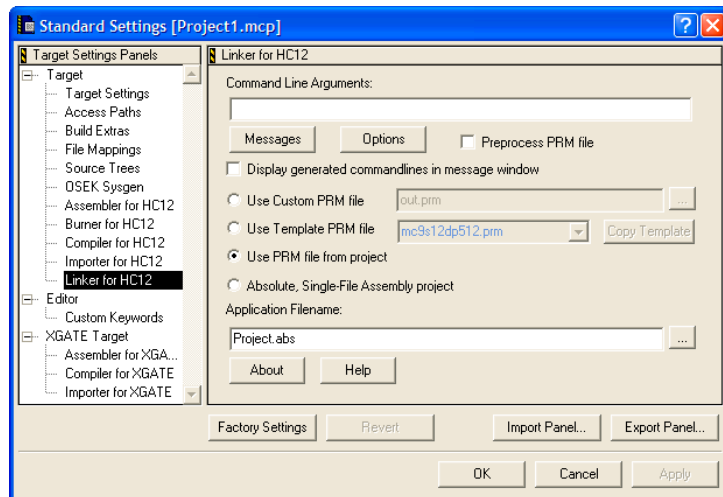 Standard Settings [Project1.mcp]
Target Settings Panels
Target
Target Settings
Access Paths
Build Extras
File Mappings
Source Trees
OSEK Sysgen
Assembler for HC12
Burner for HC12
Compiler for HC12
Importer for HC12
Linker for HC12
Editor
Custom Keywords
XGATE Target
Assembler for XGA...
Compiler for XGATE
Importer for XGATE
Linker for HC12
Command Line Arguments:
Messages
Options
Preprocess PRM file
Display generated commandlines in message window
Use Custom PRM file
out.prm
...
Use Template PRM file
mc9s12dp512.prm
Copy Template
Use PRM file from project
Absolute, Single-File Assembly project
Application Filename:
Project.abs
...
About
Help
Factory Settings
Revert
Import Panel...
Export Panel...
OK
Cancel
Apply